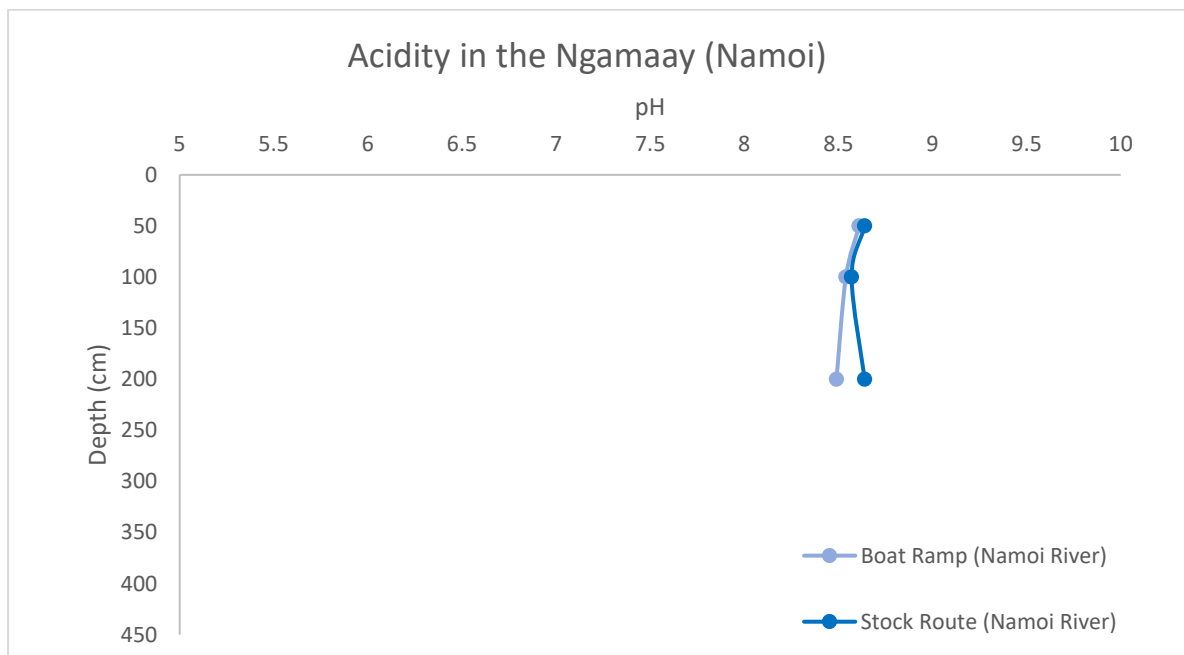 Acidity in the Ngamaay (Namoi)
pH
5 5.5 6 6.5 7 7.5 8 8.5 9 9.5 10
0
50
100
150
200
250
300
350
400
450
Depth (cm)
Boat Ramp (Namoi River)
Stock Route (Namoi River)